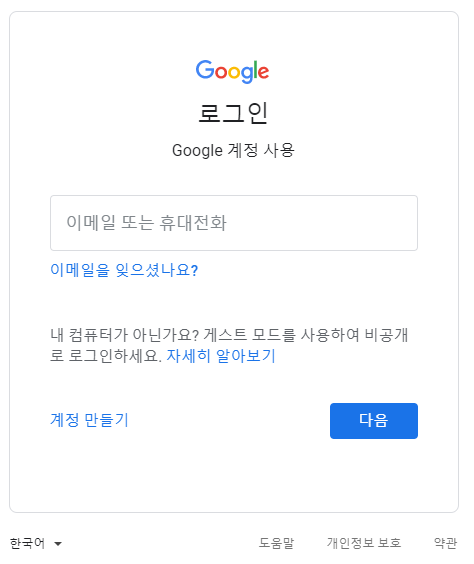 Google
로그인
Google 계정 사용
이메일 또는 휴대전화
이메일을 잊으셨나요?
내 컴퓨터가 아닌가요? 게스트 모드를 사용하여 비공개
로 로그인하세요. 자세히 알아보기
계정 만들기 다음
한국어 도움말 개인정보 보호 약관